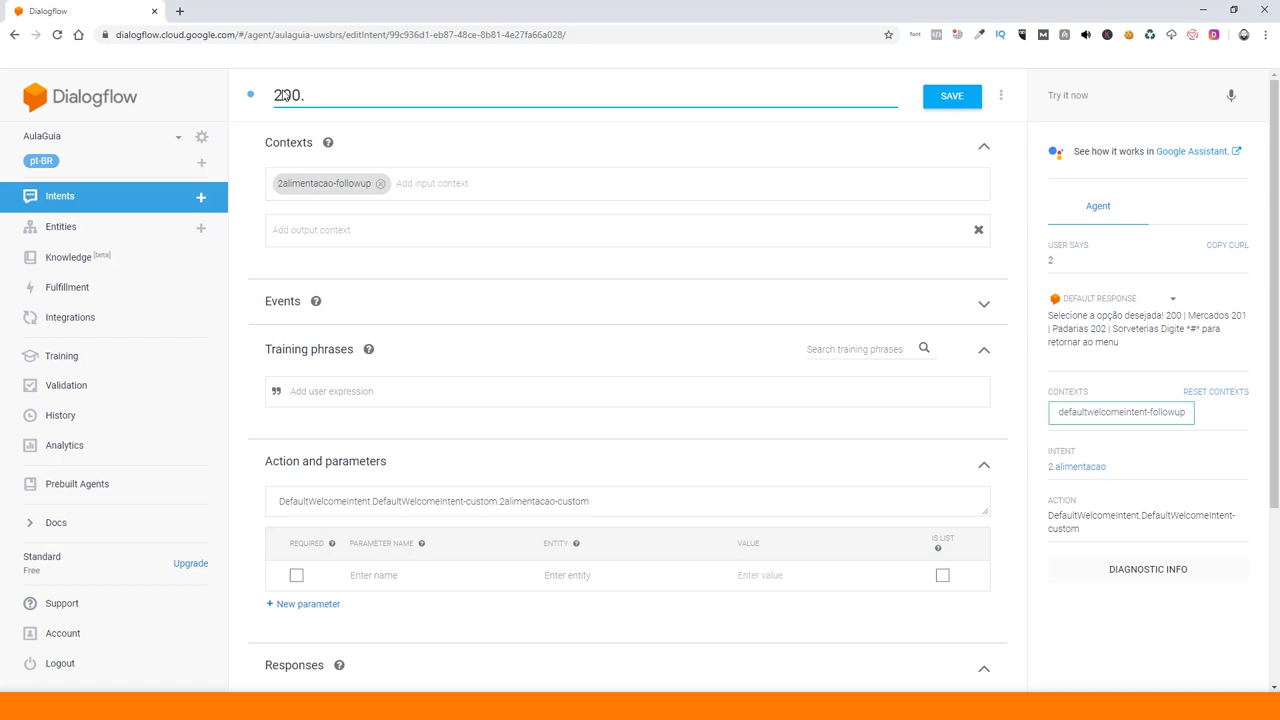 Dialogflow
dialogflow.cloud.google.com/#/agent/aulaguia-uwsbrs/editIntent/99c936d1-eb87-48ce-8b81-4e27fa66a028/
Dialogflow
200.
SAVE
Try it now
AulaGuia
pt-BR
Intents
Entities
Knowledge [beta]
Fulfillment
Integrations
Training
Validation
History
Analytics
Prebuilt Agents
Docs
Standard
Free
Upgrade
Support
Account
Logout
Contexts
2alimentacao-followup
Add input context
Add output context
Events
Training phrases
Search training phrases
Add user expression
Action and parameters
DefaultWelcomeIntent.DefaultWelcomeIntent-custom.2alimentacao-custom
REQUIRED
PARAMETER NAME
ENTITY
VALUE
IS LIST
Enter name
Enter entity
Enter value
+ New parameter
Responses
See how it works in Google Assistant.
Agent
USER SAYS
COPY CURL
2
DEFAULT RESPONSE
Selecione a opção desejada! 200 | Mercados 201
| Padarias 202 | Sorveterias Digite *#* para
retornar ao menu
CONTEXTS
RESET CONTEXTS
defaultwelcomeintent-followup
INTENT
2.alimentacao
ACTION
DefaultWelcomeIntent.DefaultWelcomeIntent-
custom
DIAGNOSTIC INFO